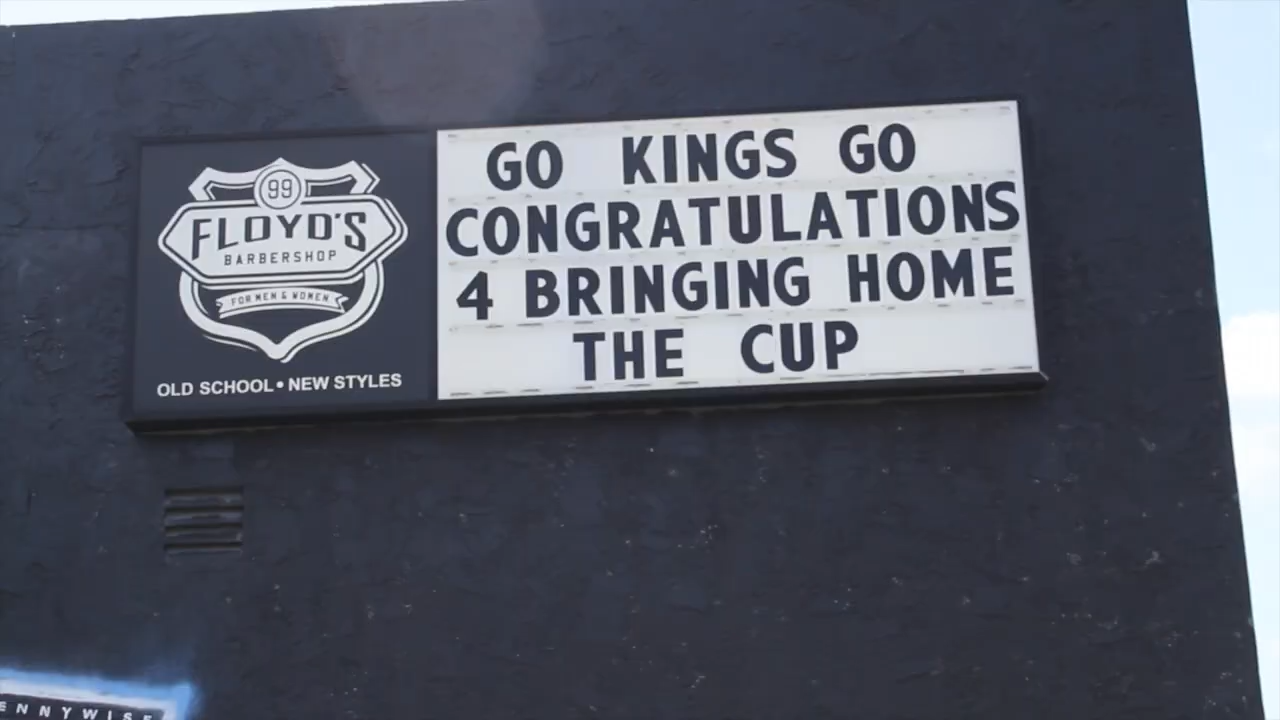 99
FLOYD'S
BARBERSHOP
FOR MEN & WOMEN
OLD SCHOOL • NEW STYLES
GO KINGS GO
CONGRATULATIONS
4 BRINGING HOME
THE CUP
ENNYWISE